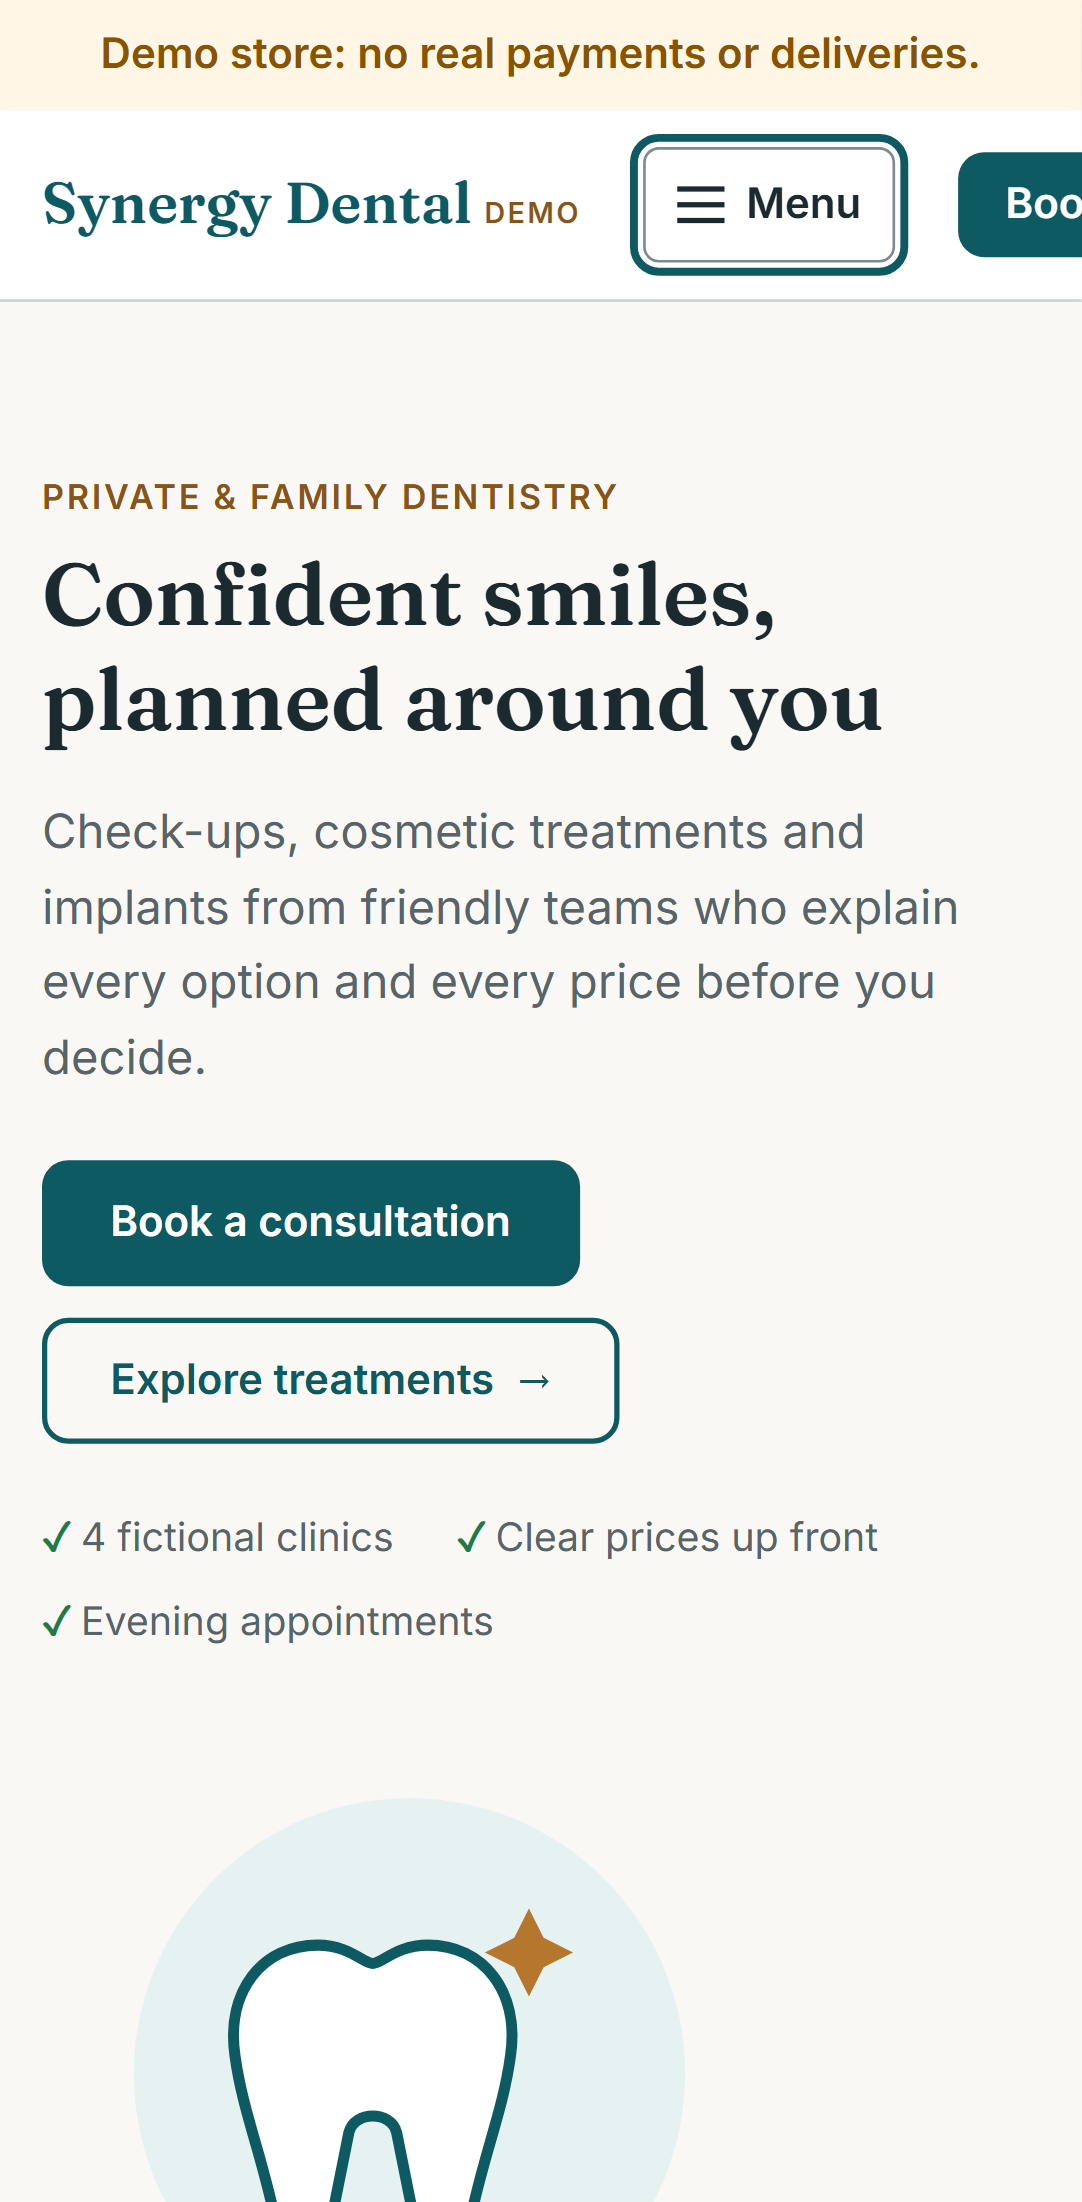 Demo store: no real payments or deliveries.
Synergy Dental DEMO
Menu
Boo
PRIVATE & FAMILY DENTISTRY
Confident smiles,
planned around you
Check-ups, cosmetic treatments and
implants from friendly teams who explain
every option and every price before you
decide.
Book a consultation
Explore treatments →
✓ 4 fictional clinics ✓ Clear prices up front
✓ Evening appointments